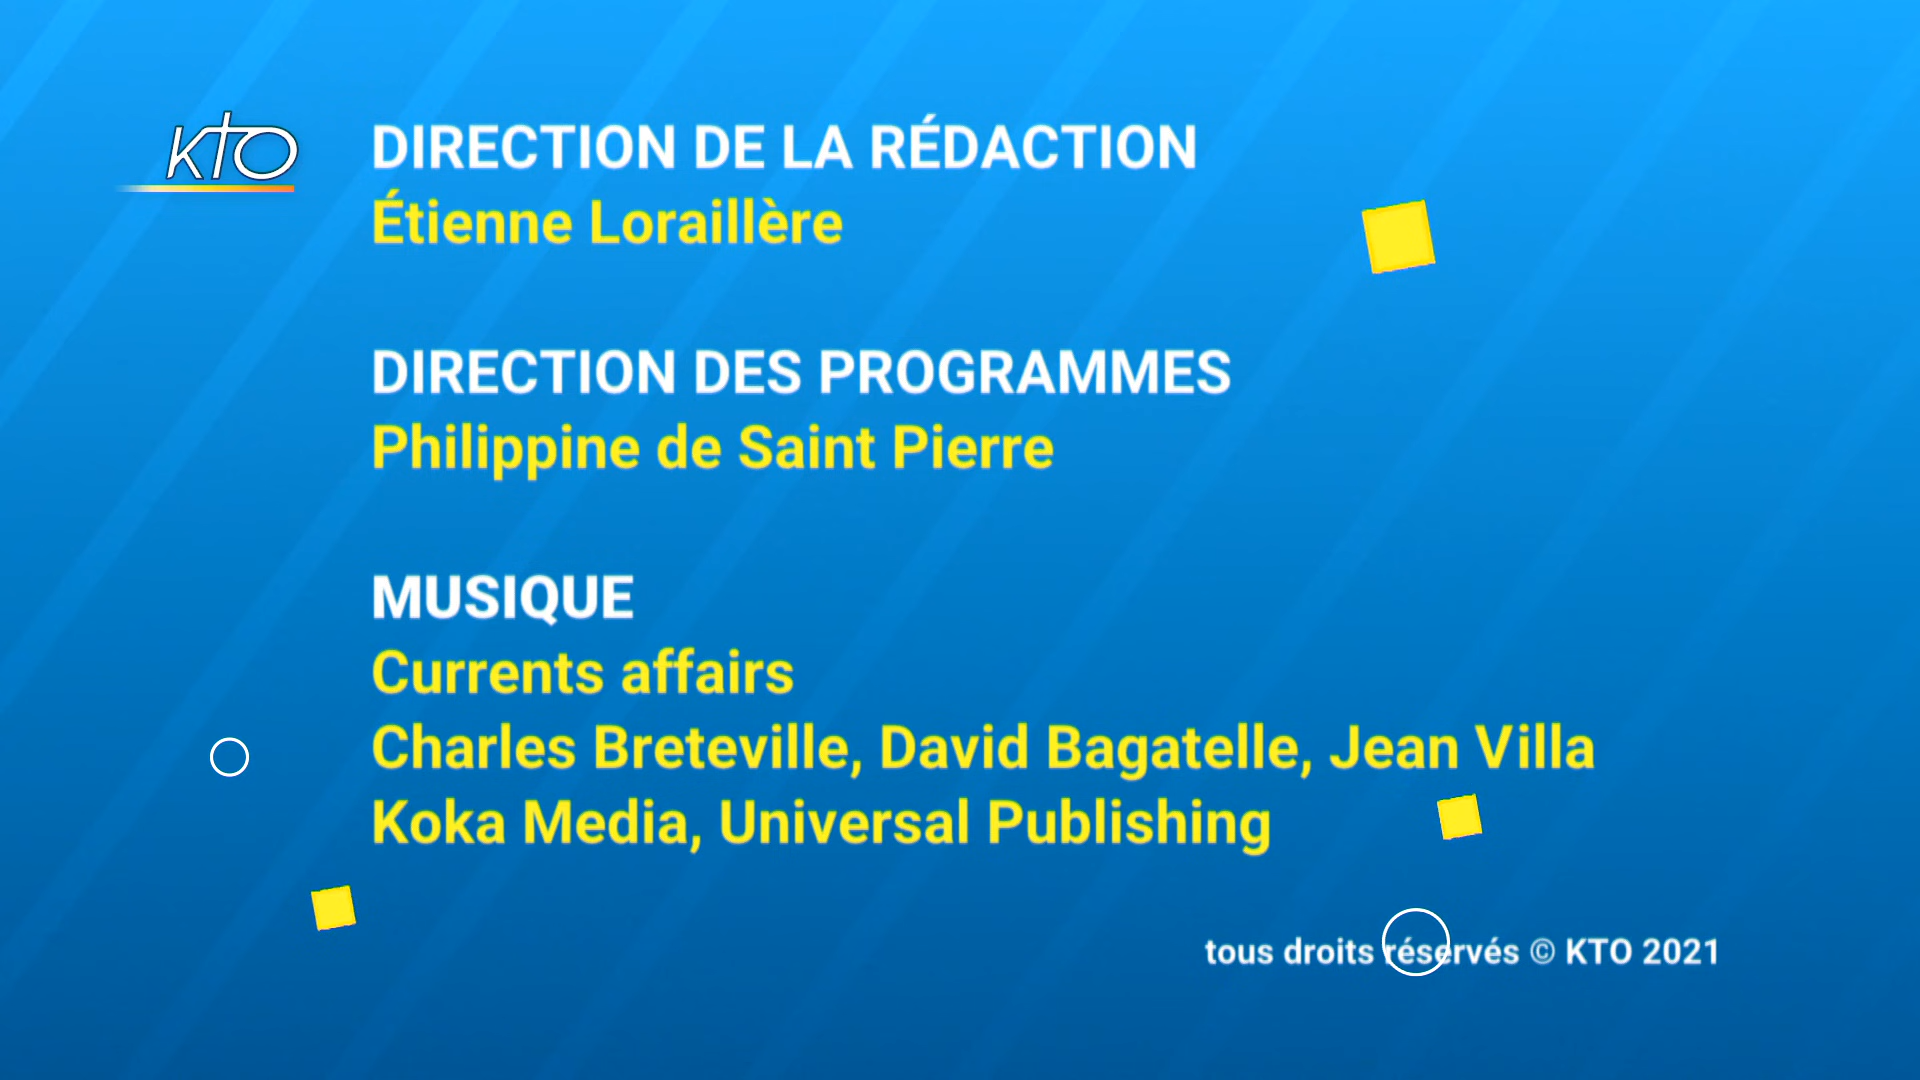 KTO
DIRECTION DE LA RÉDACTION
Étienne Loraillère
DIRECTION DES PROGRAMMES
Philippine de Saint Pierre
MUSIQUE
Currents affairs
Charles Breteville, David Bagatelle, Jean Villa
Koka Media, Universal Publishing
tous droits réservés © KTO 2021